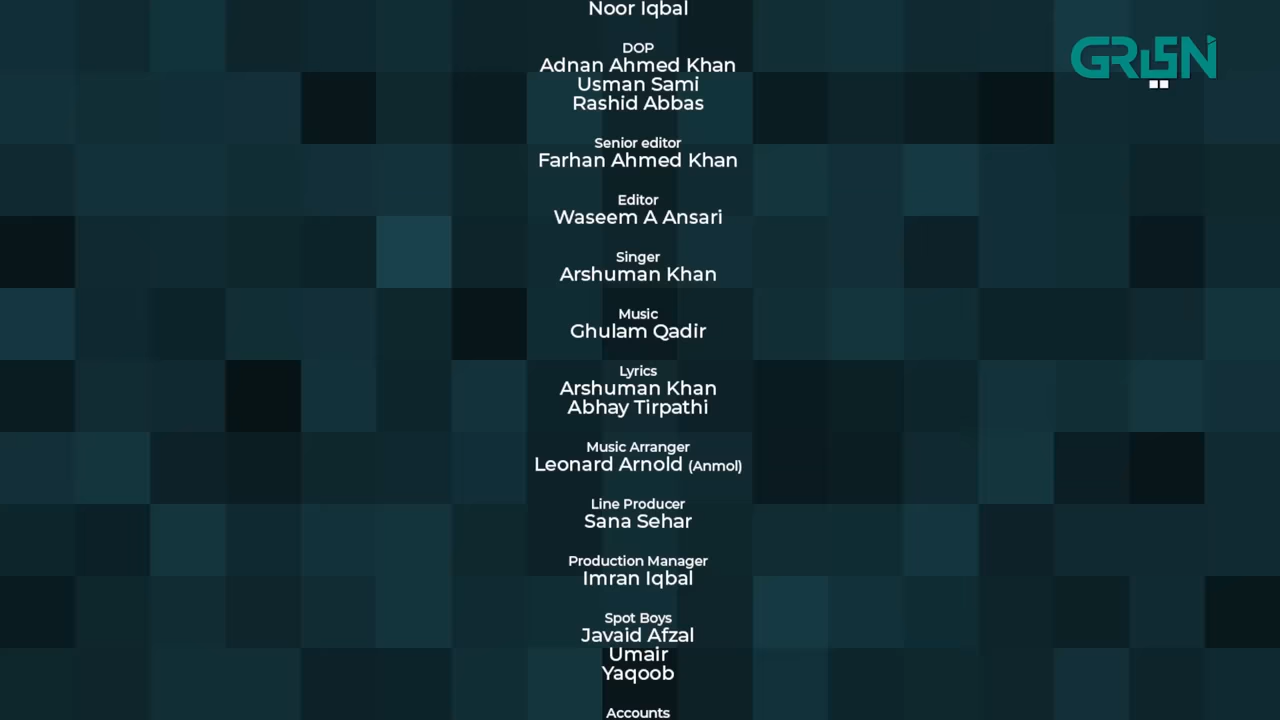 Noor Iqbal
GREEN
DOP
Adnan Ahmed Khan
Usman Sami
Rashid Abbas
Senior editor
Farhan Ahmed Khan
Editor
Waseem A Ansari
Singer
Arshuman Khan
Music
Ghulam Qadir
Lyrics
Arshuman Khan
Abhay Tirpathi
Music Arranger
Leonard Arnold (Anmol)
Line Producer
Sana Sehar
Production Manager
Imran Iqbal
Spot Boys
Javaid Afzal
Umair
Yaqoob
Accounts